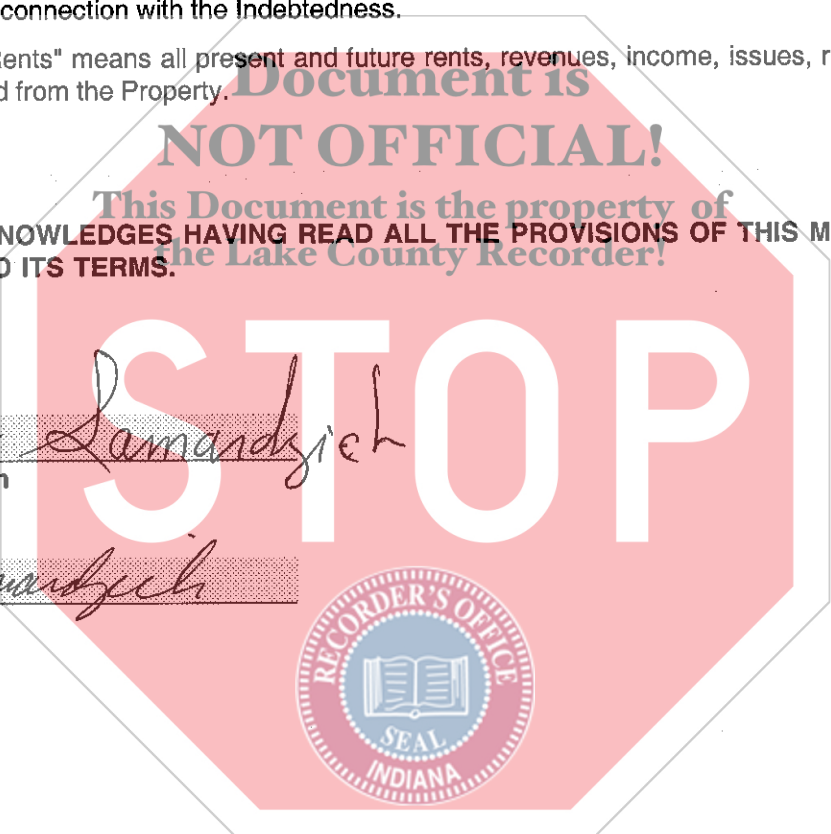 connection with the Indebtedness.
ents" means all present and future rents, revenues, income, issues, r
d from the Property.
Document is
NOT OFFICIAL!
This Document is the property of
the Lake County Recorder!
NOWLEDGES HAVING READ ALL THE PROVISIONS OF THIS M
D ITS TERMS.
STOP
Samardzich
n
mardzich
RECORDER'S OFFICE
SEAL
INDIANA